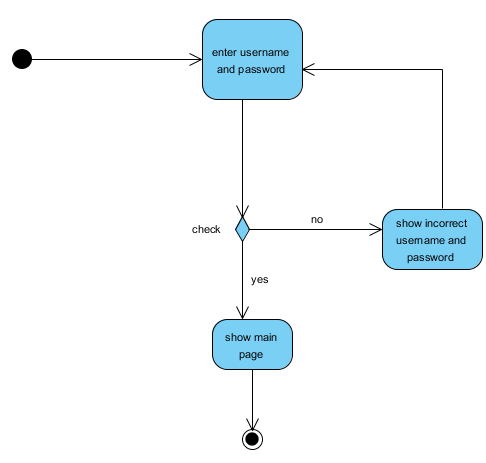 enter username
and password
check
no
show incorrect
username and
password
yes
show main
page